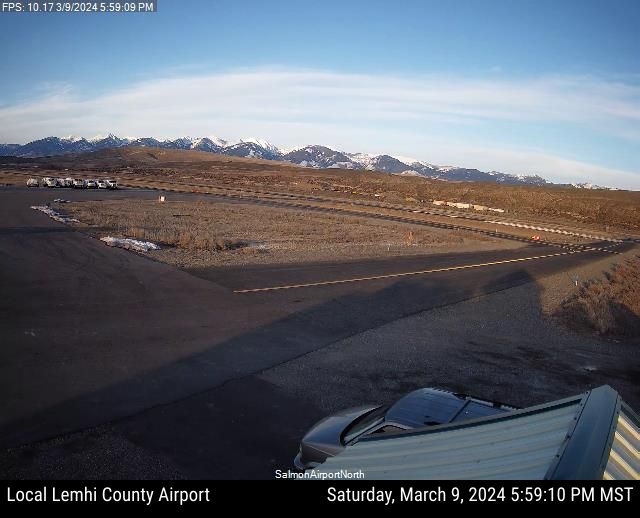 FPS: 10.17 3/9/2024 5:59:09 PM
SalmonAirportNorth
Local Lemhi County Airport
Saturday, March 9, 2024 5:59:10 PM MST